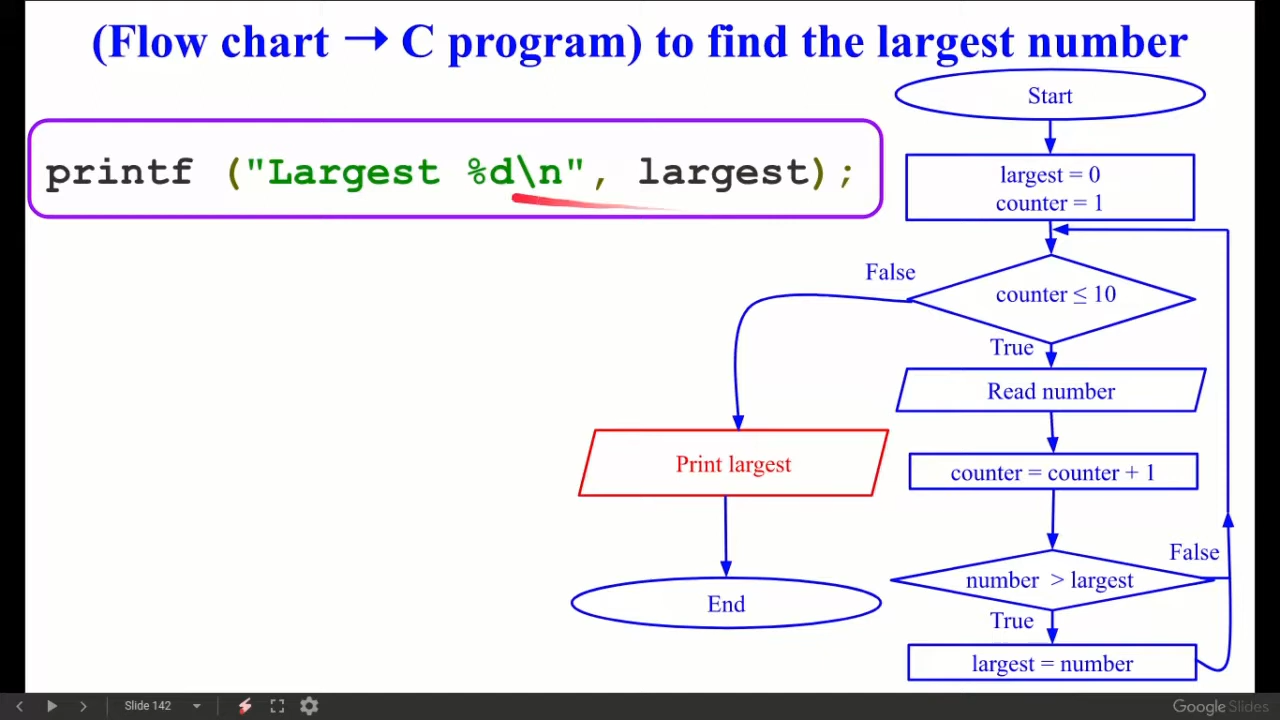 (Flow chart → C program) to find the largest number
printf ("Largest %d\n", largest);
Start
largest = 0
counter = 1
False
counter ≤ 10
True
Read number
Print largest
counter = counter + 1
False
number > largest
End
True
largest = number
Slide 142
Google Slides